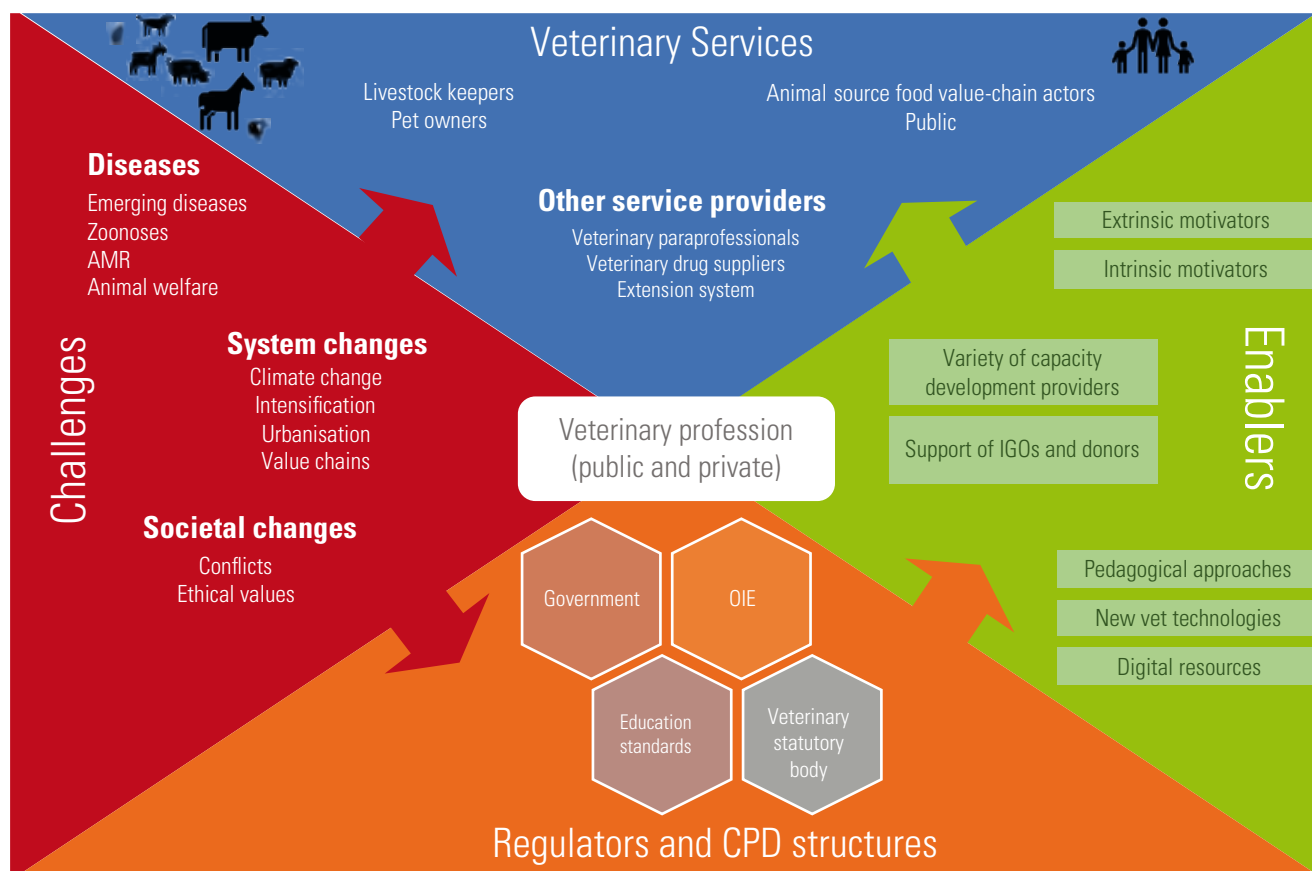 Veterinary Services
Livestock keepers
Pet owners
Animal source food value-chain actors
Public
Other service providers
Veterinary paraprofessionals
Veterinary drug suppliers
Extension system
Challenges
Diseases
Emerging diseases
Zoonoses
AMR
Animal welfare
System changes
Climate change
Intensification
Urbanisation
Value chains
Societal changes
Conflicts
Ethical values
Veterinary profession
(public and private)
Enablers
Extrinsic motivators
Intrinsic motivators
Variety of capacity
development providers
Support of IGOs and donors
Pedagogical approaches
New vet technologies
Digital resources
Government
OIE
Education
standards
Veterinary
statutory
body
Regulators and CPD structures